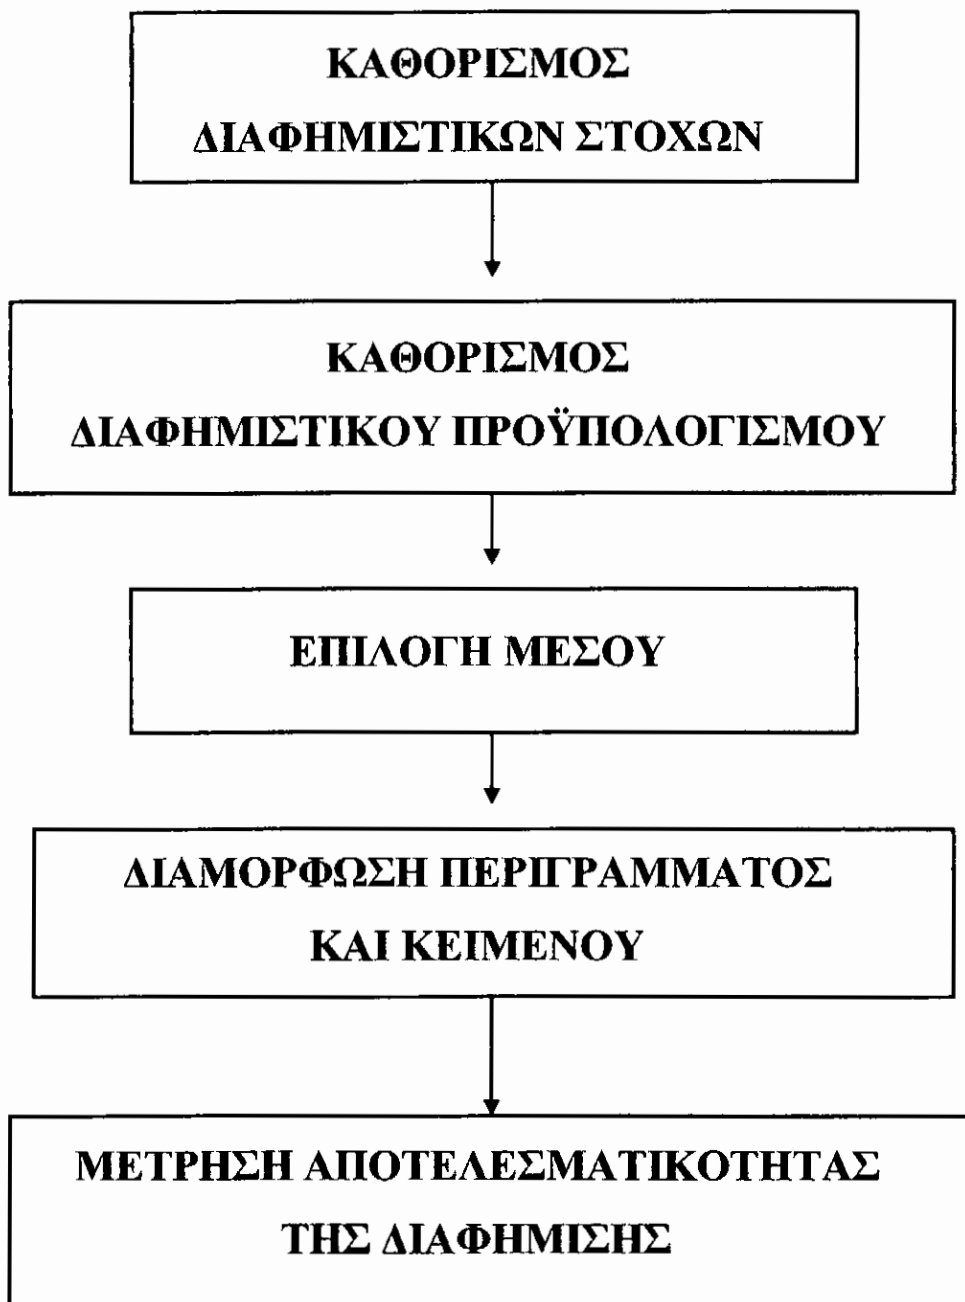 ΚΑΘΟΡΙΣΜΟΣ
ΔΙΑΦΗΜΙΣΤΙΚΩΝ ΣΤΟΧΩΝ
ΚΑΘΟΡΙΣΜΟΣ
ΔΙΑΦΗΜΙΣΤΙΚΟΥ ΠΡΟΫΠΟΛΟΓΙΣΜΟΥ
ΕΠΙΛΟΓΗ ΜΕΣΟΥ
ΔΙΑΜΟΡΦΩΣΗ ΠΕΡΙΓΡΑΜΜΑΤΟΣ
ΚΑΙ ΚΕΙΜΕΝΟΥ
ΜΕΤΡΗΣΗ ΑΠΟΤΕΛΕΣΜΑΤΙΚΟΤΗΤΑΣ
ΤΗΣ ΔΙΑΦΗΜΙΣΗΣ